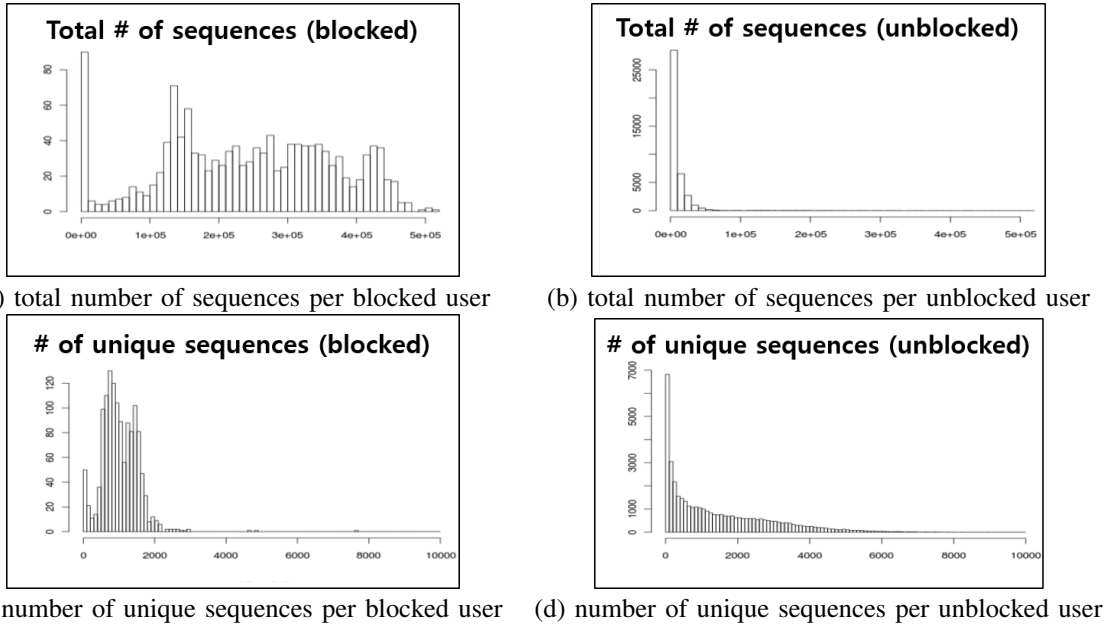 Total # of sequences (blocked)
80
60
40
20
0
0e+00 1e+05 2e+05 3e+05 4e+05 5e+05
) total number of sequences per blocked user
Total # of sequences (unblocked)
25000
15000
5000
0
0e+00 1e+05 2e+05 3e+05 4e+05 5e+05
(b) total number of sequences per unblocked user
# of unique sequences (blocked)
120
80
60
40
20
0
0 2000 4000 6000 8000 10000
number of unique sequences per blocked user
# of unique sequences (unblocked)
7000
5000
3000
1000
0
0 2000 4000 6000 8000 10000
(d) number of unique sequences per unblocked user